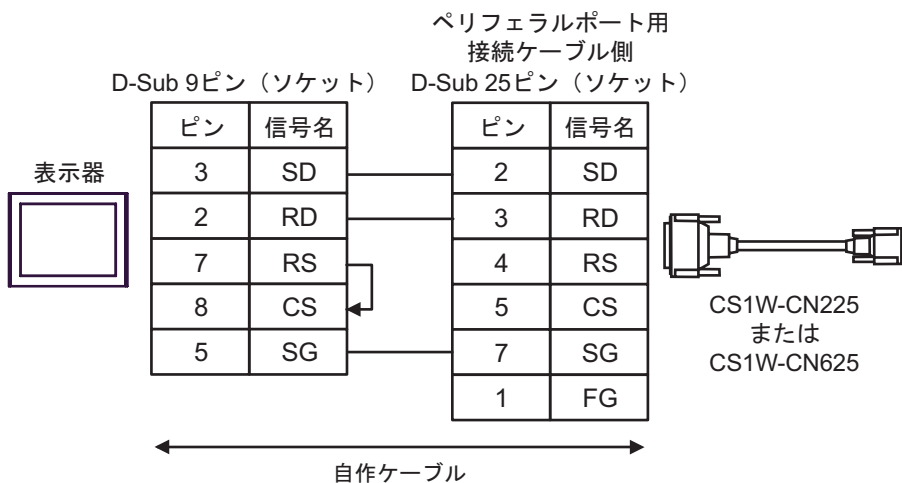 ペリフェラルポート用
接続ケーブル側
D-Sub 9ピン（ソケット）
D-Sub 25ピン（ソケット）
表示器
ピン 信号名
3 SD
2 RD
7 RS
8 CS
5 SG
ピン 信号名
2 SD
3 RD
4 RS
5 CS
7 SG
1 FG
CS1W-CN225
または
CS1W-CN625
自作ケーブル